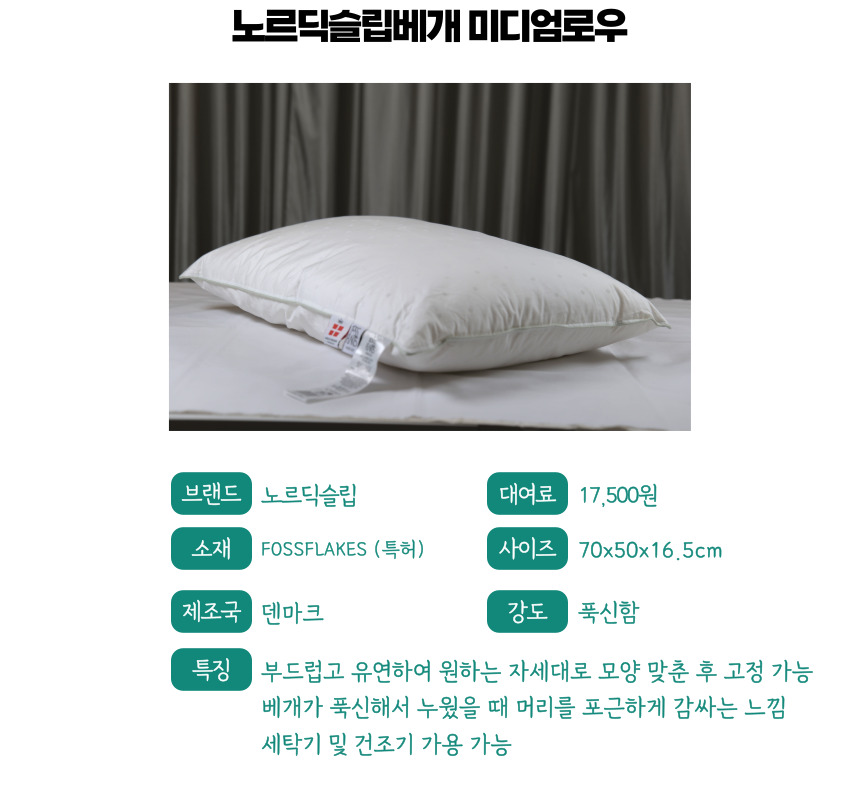 노르딕슬립베개 미디엄로우
브랜드 노르딕슬립 대여료 17,500원
소재 FOSSFLAKES (특허) 사이즈 70x50x16.5cm
제조국 덴마크 강도 푹신함
특징 부드럽고 유연하여 원하는 자세대로 모양 맞춘 후 고정 가능
베개가 푹신해서 누웠을 때 머리를 포근하게 감싸는 느낌
세탁기 및 건조기 가용 가능